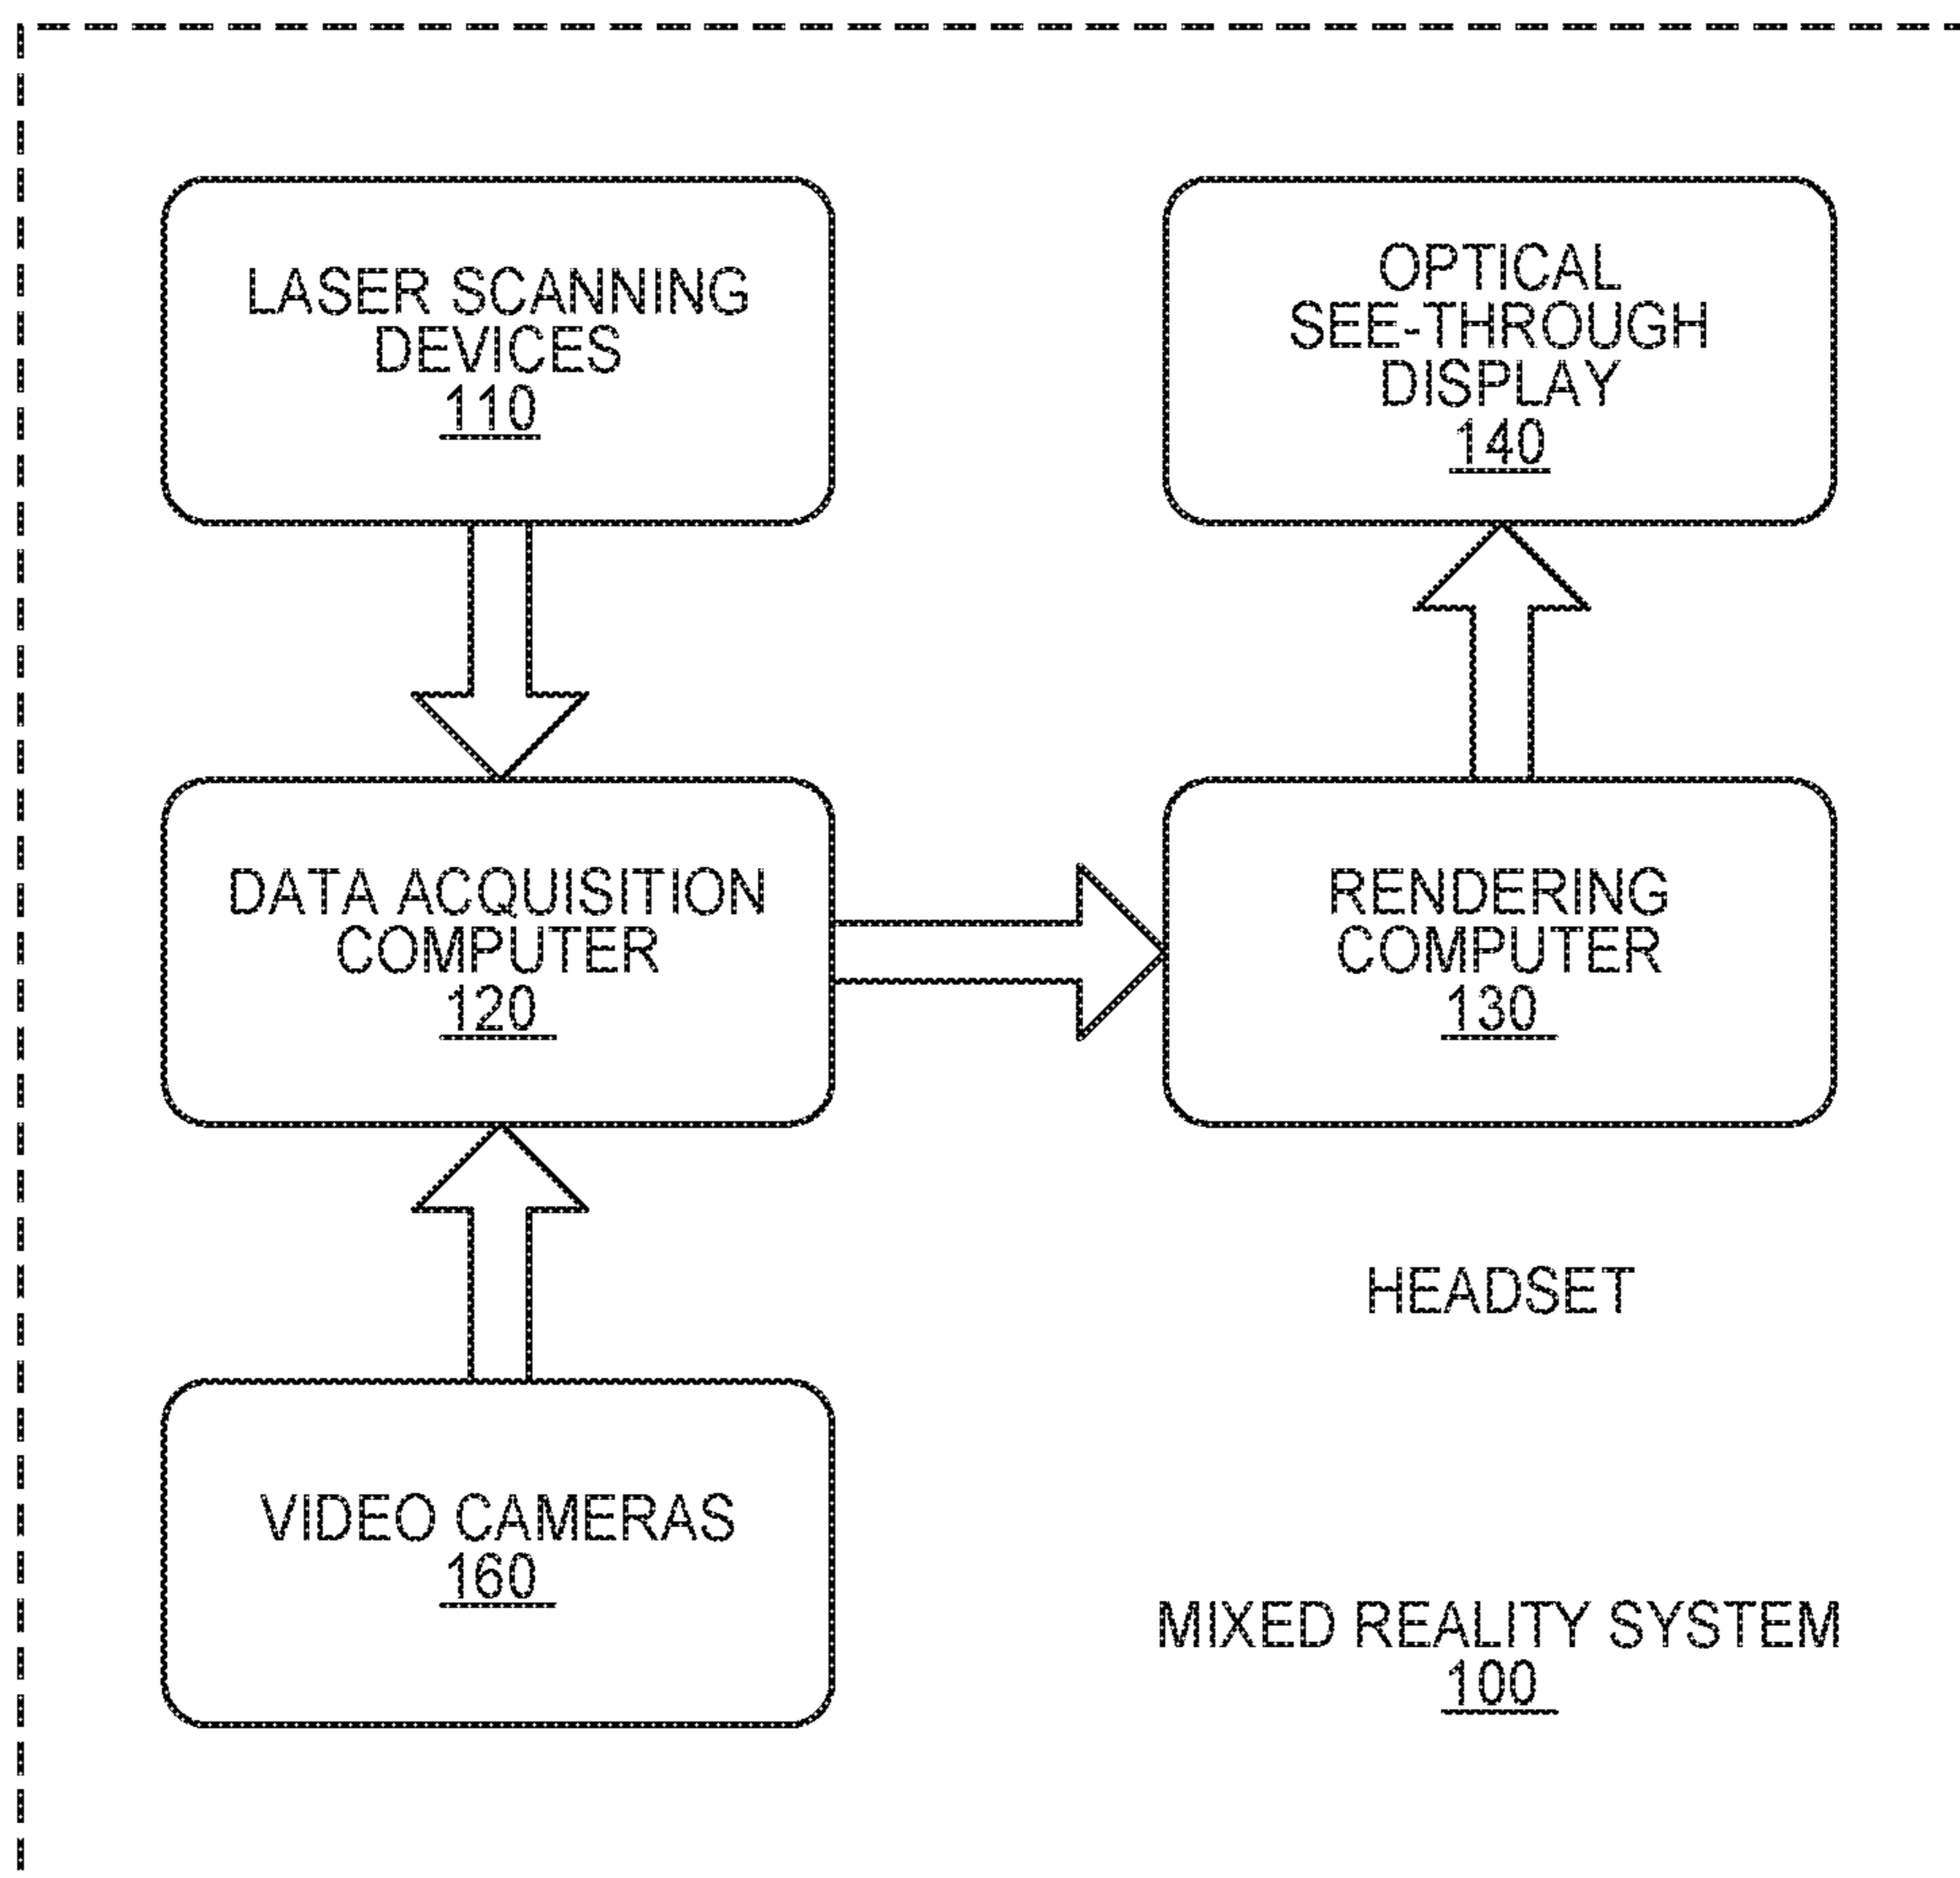 LASER SCANNING
DEVICES
110
OPTICAL
SEE-THROUGH
DISPLAY
140
DATA ACQUISITION
COMPUTER
120
RENDERING
COMPUTER
130
HEADSET
VIDEO CAMERAS
160
MIXED REALITY SYSTEM
100